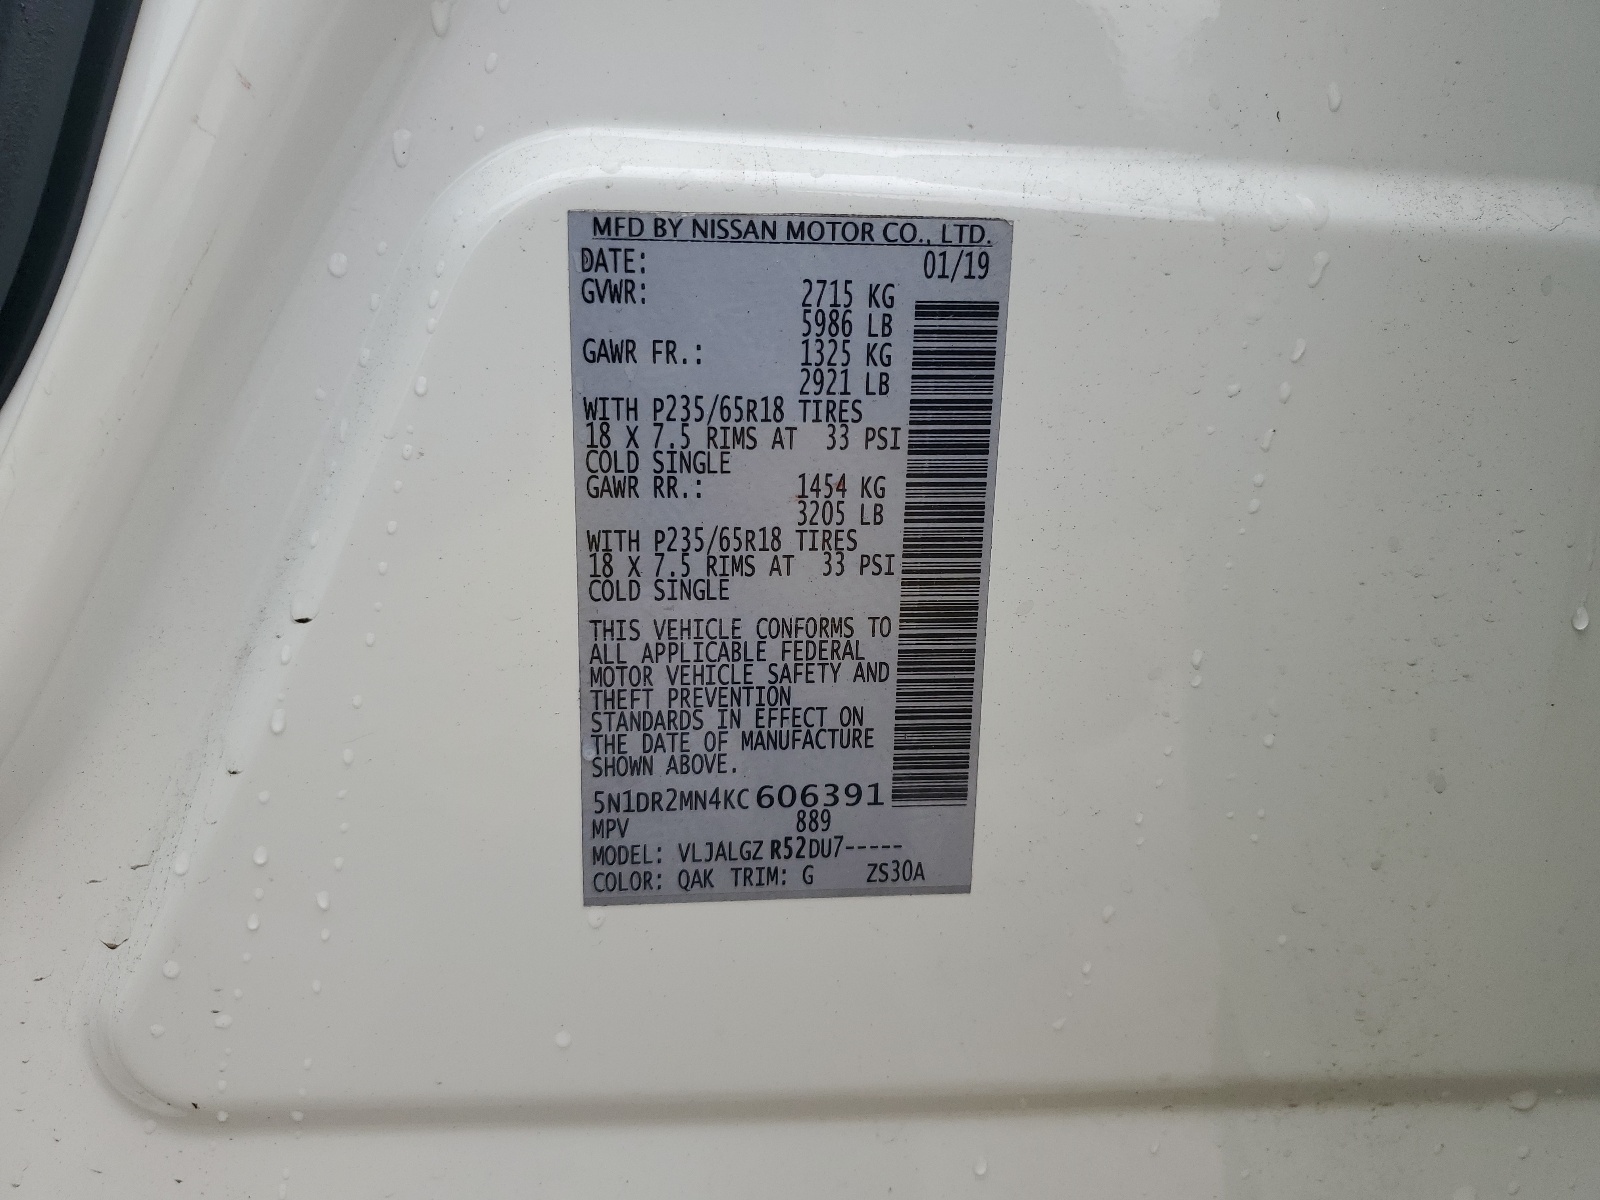 MFD BY NISSAN MOTOR CO., LTD.
DATE: 01/19
GVWR: 2715 KG
5986 LB
GAWR FR.: 1325 KG
2921 LB
WITH P235/65R18 TIRES
18 X 7.5 RIMS AT 33 PSI
COLD SINGLE
GAWR RR.: 1454 KG
3205 LB
WITH P235/65R18 TIRES
18 X 7.5 RIMS AT 33 PSI
COLD SINGLE
THIS VEHICLE CONFORMS TO
ALL APPLICABLE FEDERAL
MOTOR VEHICLE SAFETY AND
THEFT PREVENTION
STANDARDS IN EFFECT ON
THE DATE OF MANUFACTURE
SHOWN ABOVE.
5N1DR2MN4KC606391
MPV 889
MODEL: VLJALGZ R52DU7-----
COLOR: QAK TRIM: G ZS30A